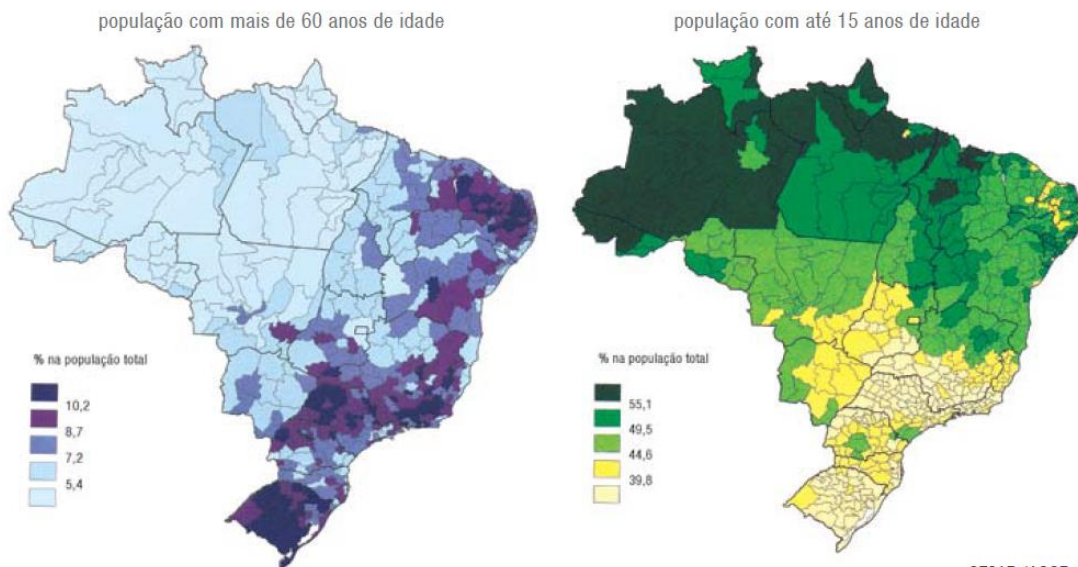 população com mais de 60 anos de idade
população com até 15 anos de idade
% na população total
10,2
8,7
7,2
5,4
% na população total
55,1
49,5
44,6
39,8